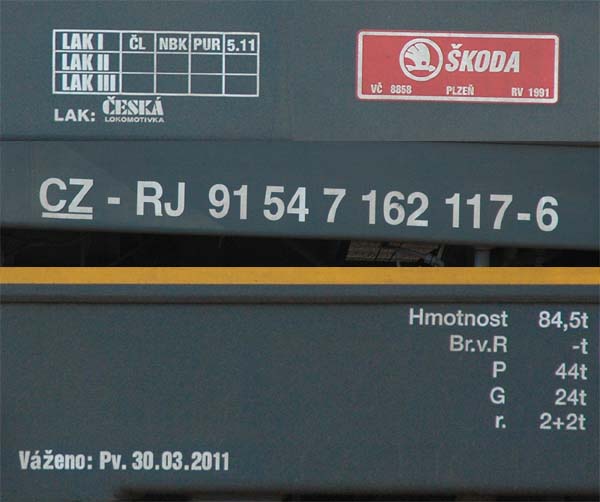 LAK I ČL NBK PUR 5.11
LAK II
LAK III
LAK: ČESKÁ
LOKOMOTIVKA
ŠKODA
VČ 8858 PLZEŇ RV 1991
CZ - RJ 91 54 7 162 117-6
Hmotnost 84,5t
Br.v.R -t
P 44t
G 24t
r. 2+2t
Váženo: Pv. 30.03.2011